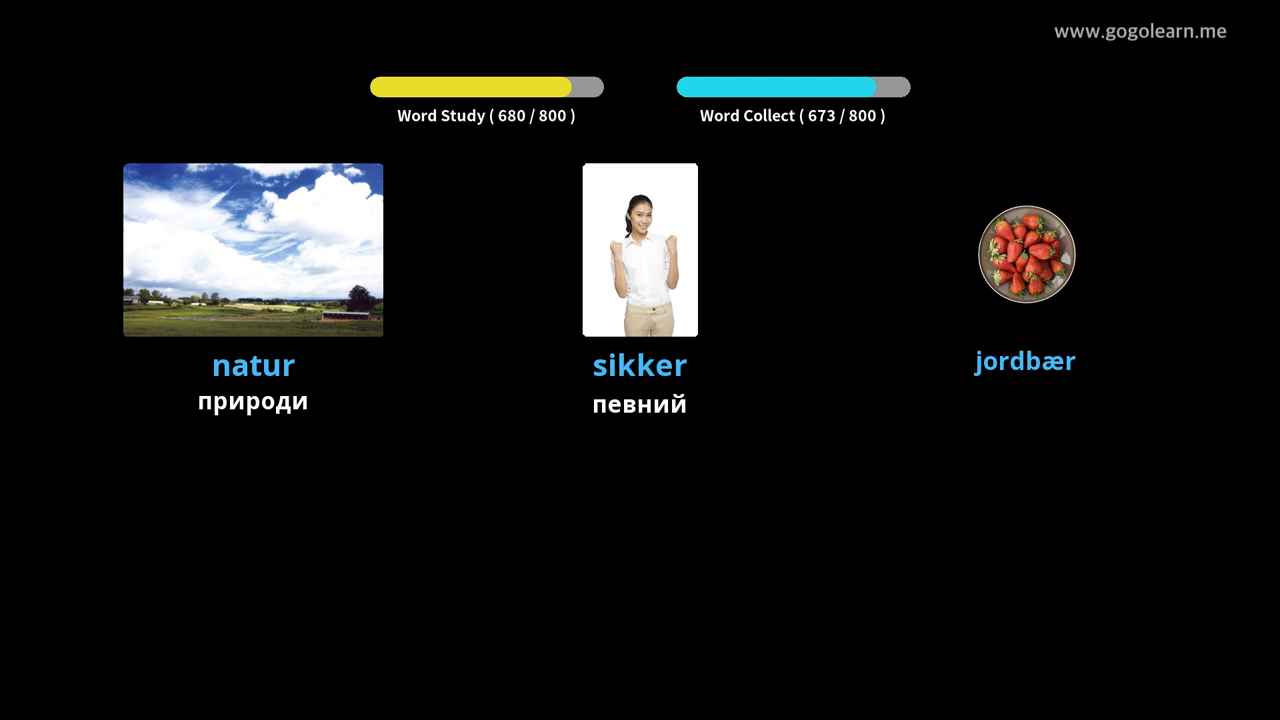 www.gogolearn.me
Word Study ( 680 / 800 )
Word Collect ( 673 / 800 )
natur
природи
sikker
певний
jordbær